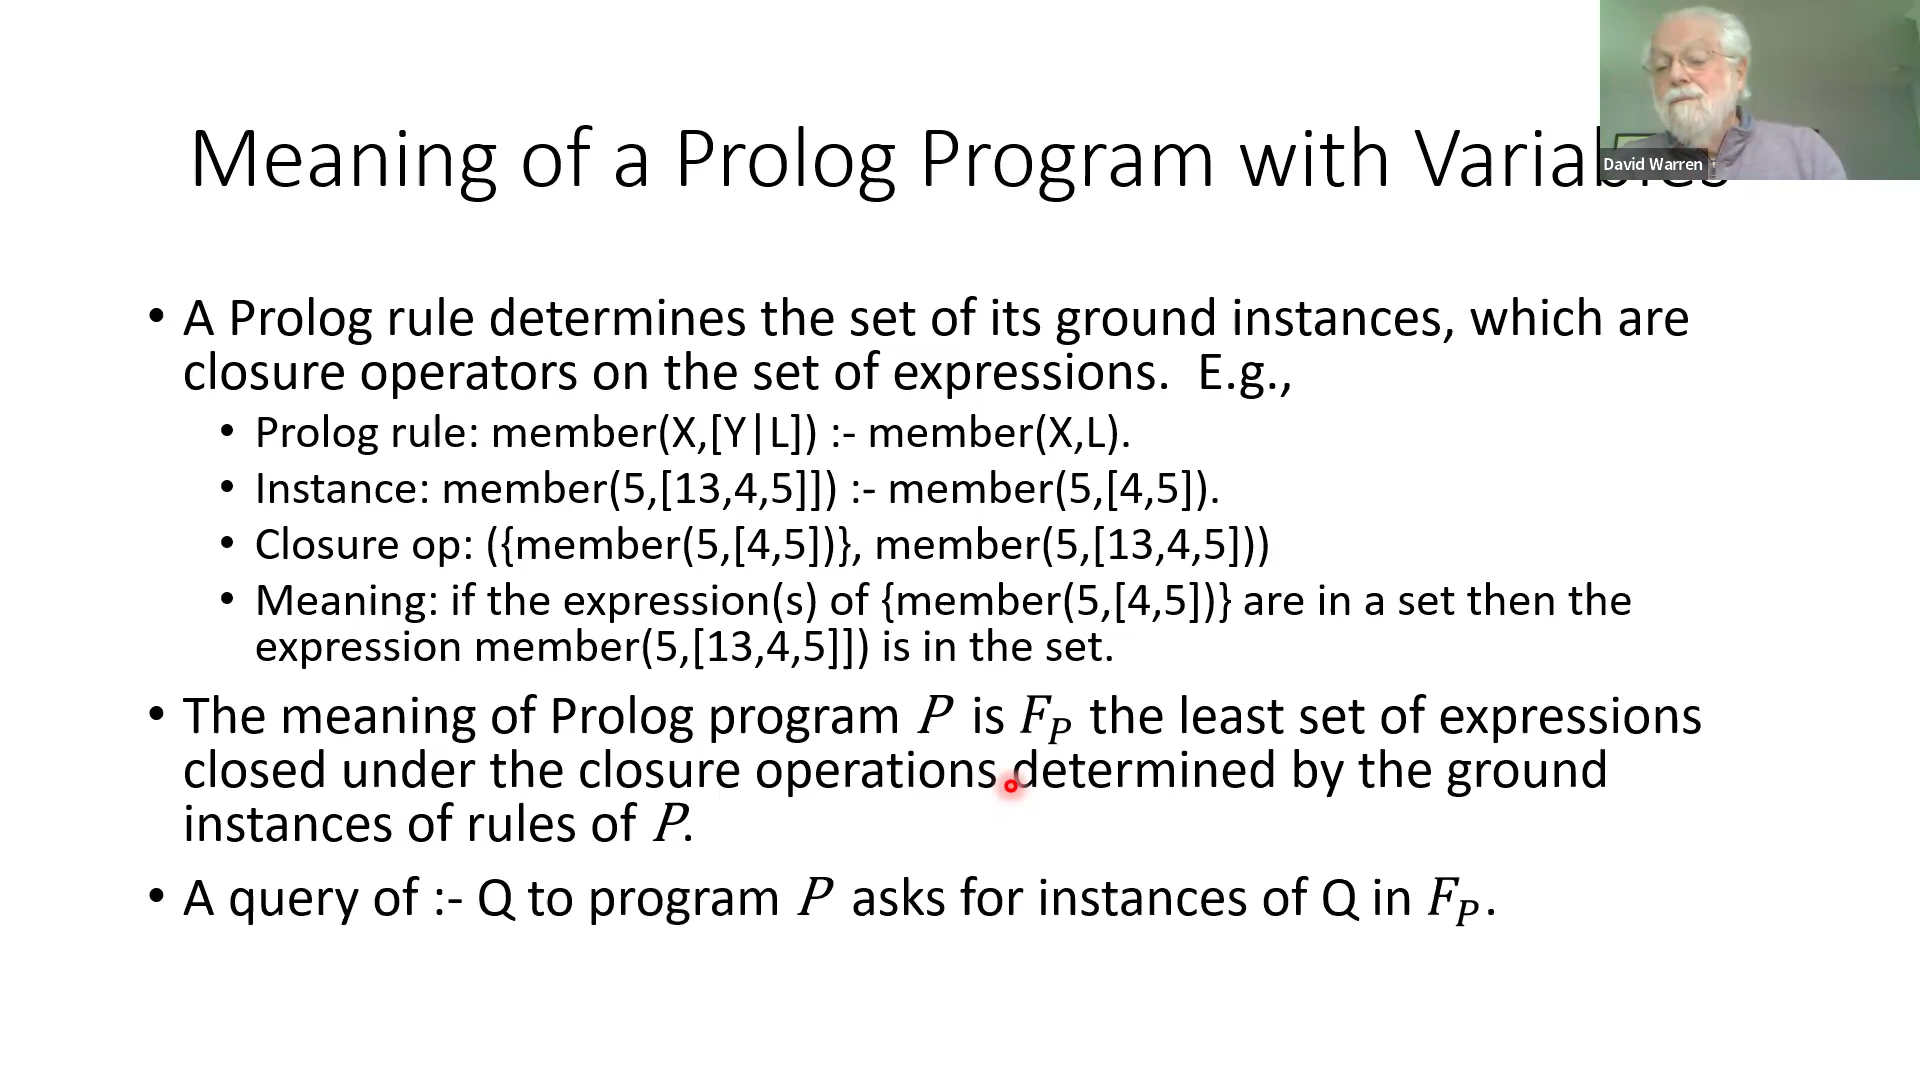 Meaning of a Prolog Program with
David Warren
• A Prolog rule determines the set of its ground instances, which are
closure operators on the set of expressions. E.g.,
• Prolog rule: member(X,[Y|L]) :- member(X,L).
• Instance: member(5,[13,4,5]]) :- member(5,[4,5]).
• Closure op: ({member(5,[4,5])}, member(5,[13,4,5]))
• Meaning: if the expression(s) of {member(5,[4,5])} are in a set then the
expression member(5,[13,4,5]]) is in the set.
• The meaning of Prolog program P is F_P the least set of expressions
closed under the closure operations determined by the ground
instances of rules of P.
• A query of :- Q to program P asks for instances of Q in F_P.